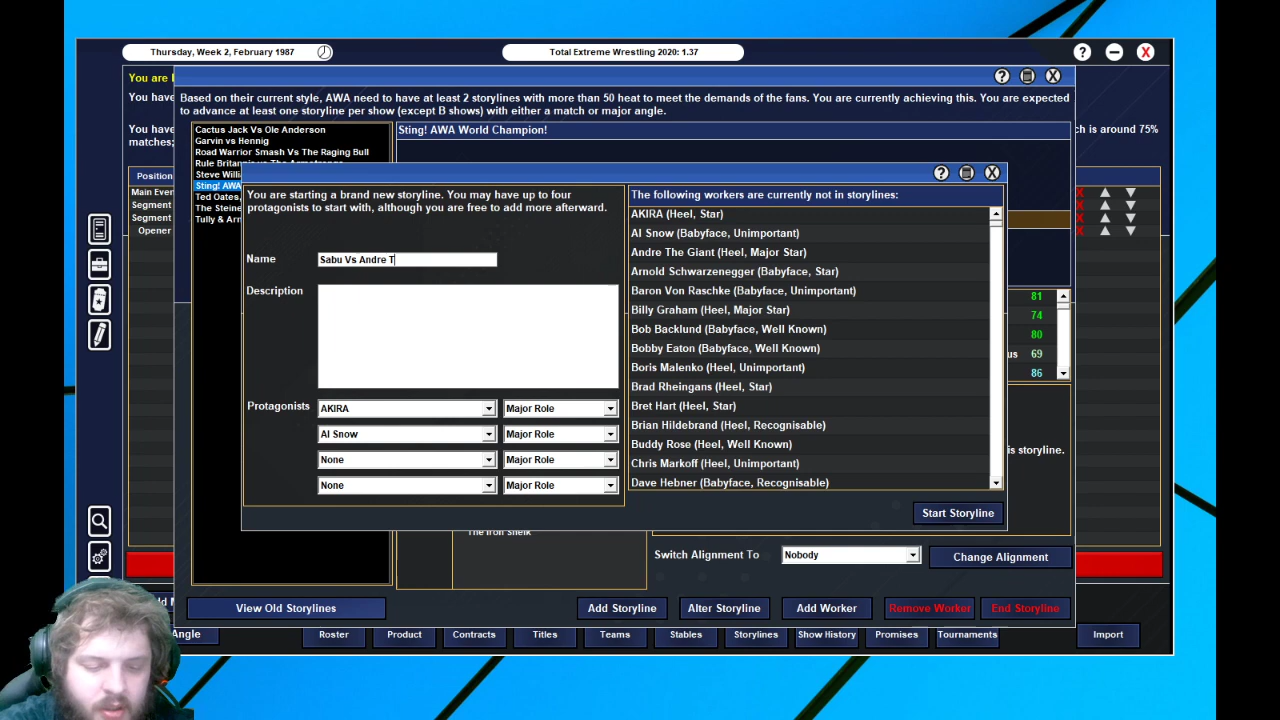 Thursday, Week 2, February 1987
Total Extreme Wrestling 2020: 1.37
?
X
You are
You have
You have
matches;
ch is around 75%
Based on their current style, AWA need to have at least 2 storylines with more than 50 heat to meet the demands of the fans. You are currently achieving this. You are expected
to advance at least one storyline per show (except B shows) with either a match or major angle.
Cactus Jack Vs Ole Anderson
Garvin vs Hennig
Road Warrior Smash Vs The Raging Bull
Rule Britannia vs The Armstrongs
Steve Willi
Sting! AWA
Ted Oates,
The Steine
Tully & Arn
Sting! AWA World Champion!
Position
Main Event
Segment
Segment
Opener
You are starting a brand new storyline. You may have up to four
protagonists to start with, although you are free to add more afterward.
Name
Sabu Vs Andre T
Description
Protagonists
AKIRA
Major Role
Al Snow
Major Role
None
Major Role
None
Major Role
The following workers are currently not in storylines:
AKIRA (Heel, Star)
Al Snow (Babyface, Unimportant)
Andre The Giant (Heel, Major Star)
Arnold Schwarzenegger (Babyface, Star)
Baron Von Raschke (Babyface, Unimportant)
Billy Graham (Heel, Major Star)
Bob Backlund (Babyface, Well Known)
Bobby Eaton (Babyface, Well Known)
Boris Malenko (Heel, Unimportant)
Brad Rheingans (Heel, Star)
Bret Hart (Heel, Star)
Brian Hildebrand (Heel, Recognisable)
Buddy Rose (Heel, Well Known)
Chris Markoff (Heel, Unimportant)
Dave Hebner (Babyface, Recognisable)
Start Storyline
81
74
80
us 69
86
is storyline.
The Iron Sheik
Switch Alignment To
Nobody
Change Alignment
View Old Storylines
Add Storyline
Alter Storyline
Add Worker
Remove Worker
End Storyline
Angle
Roster
Product
Contracts
Titles
Teams
Stables
Storylines
Show History
Promises
Tournaments
Import